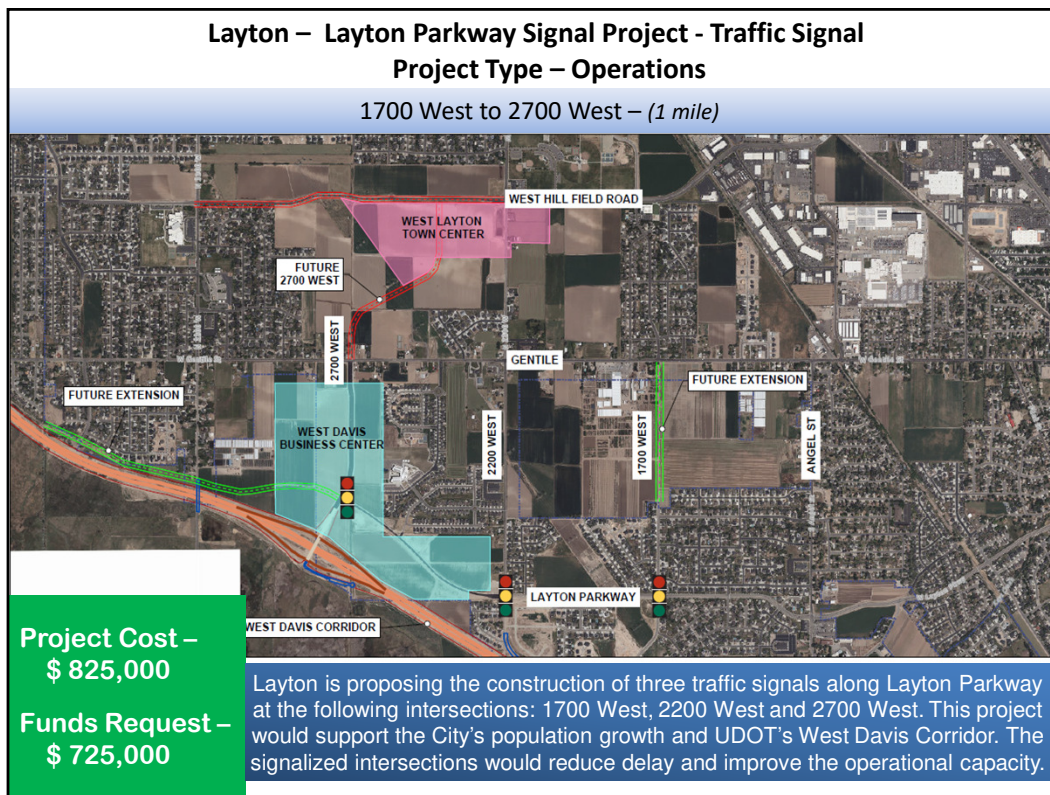 Layton – Layton Parkway Signal Project - Traffic Signal
Project Type – Operations
1700 West to 2700 West – (1 mile)
WEST HILL FIELD ROAD
WEST LAYTON
TOWN CENTER
FUTURE
2700 WEST
2700 WEST
GENTILE
W Gentile St
FUTURE EXTENSION
FUTURE EXTENSION
WEST DAVIS
BUSINESS CENTER
2200 WEST
1700 WEST
ANGEL ST
LAYTON PARKWAY
WEST DAVIS CORRIDOR
Project Cost –
$ 825,000
Funds Request –
$ 725,000
Layton is proposing the construction of three traffic signals along Layton Parkway
at the following intersections: 1700 West, 2200 West and 2700 West. This project
would support the City's population growth and UDOT's West Davis Corridor. The
signalized intersections would reduce delay and improve the operational capacity.